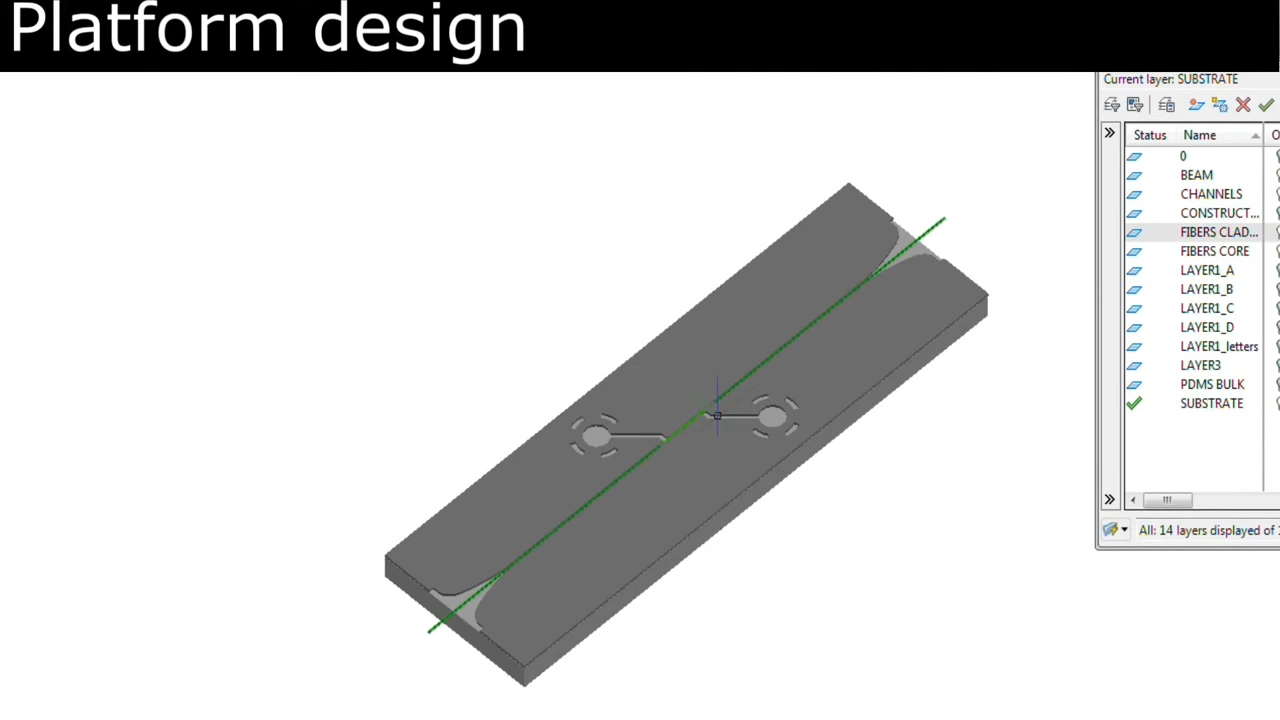 Platform design
Current layer: SUBSTRATE
Status Name
0
BEAM
CHANNELS
CONSTRUCT...
FIBERS CLAD...
FIBERS CORE
LAYER1_A
LAYER1_B
LAYER1_C
LAYER1_D
LAYER1_letters
LAYER3
PDMS BULK
SUBSTRATE
All: 14 layers displayed of